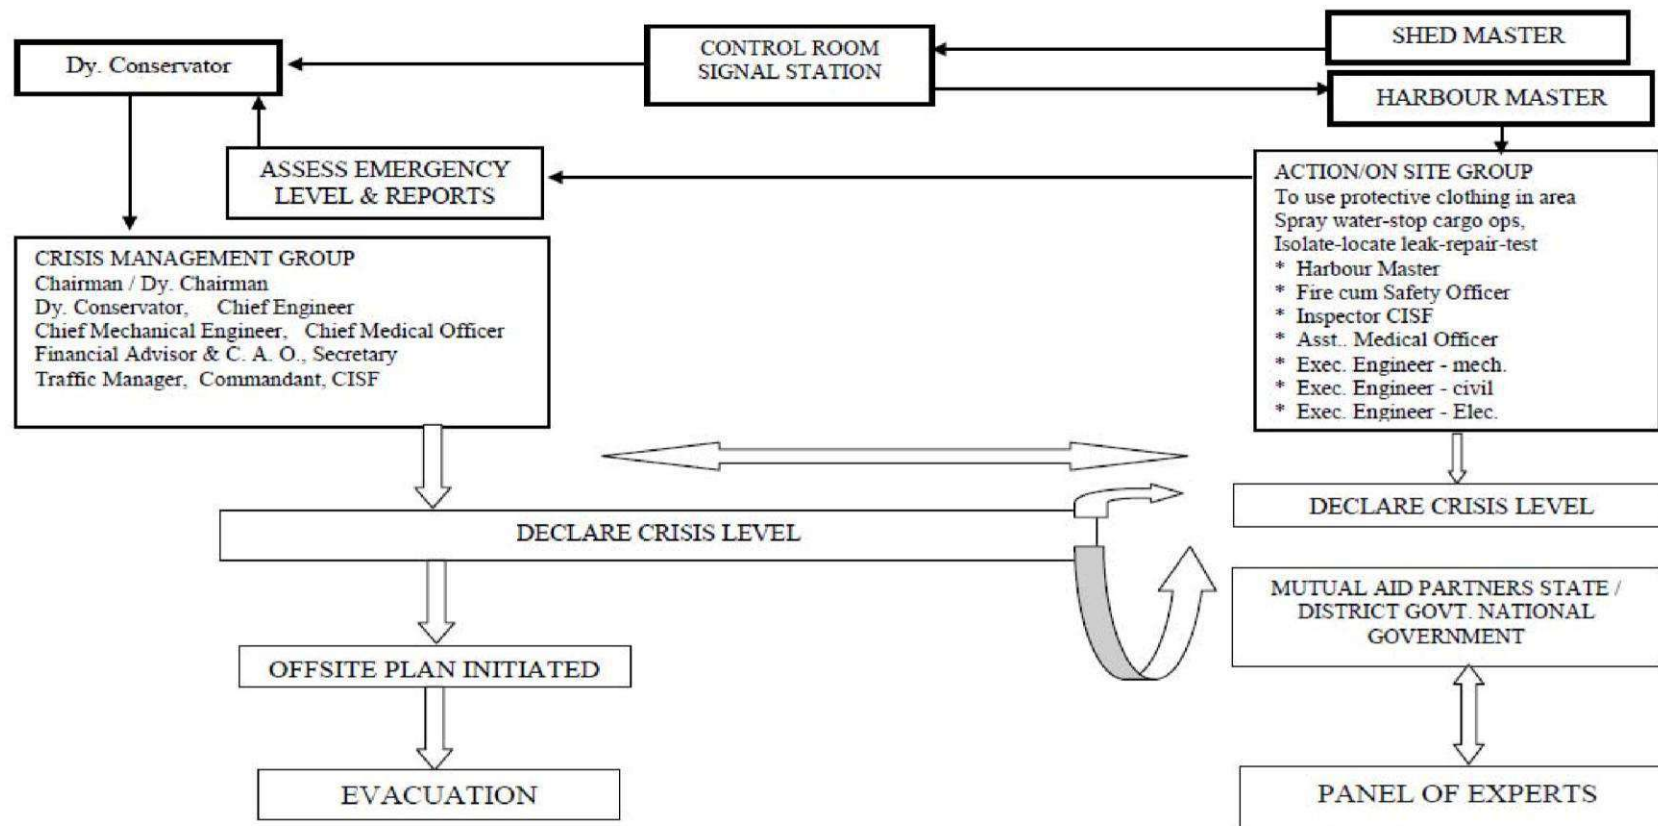 Dy. Conservator
CONTROL ROOM
SIGNAL STATION
SHED MASTER
HARBOUR MASTER
ASSESS EMERGENCY
LEVEL & REPORTS
ACTION/ON SITE GROUP
To use protective clothing in area
Spray water-stop cargo ops,
Isolate-locate leak-repair-test
* Harbour Master
* Fire cum Safety Officer
* Inspector CISF
* Asst.. Medical Officer
* Exec. Engineer - mech.
* Exec. Engineer - civil
* Exec. Engineer - Elec.
CRISIS MANAGEMENT GROUP
Chairman / Dy. Chairman
Dy. Conservator, Chief Engineer
Chief Mechanical Engineer, Chief Medical Officer
Financial Advisor & C. A. O., Secretary
Traffic Manager, Commandant, CISF
DECLARE CRISIS LEVEL
DECLARE CRISIS LEVEL
MUTUAL AID PARTNERS STATE /
DISTRICT GOVT. NATIONAL
GOVERNMENT
OFFSITE PLAN INITIATED
EVACUATION
PANEL OF EXPERTS